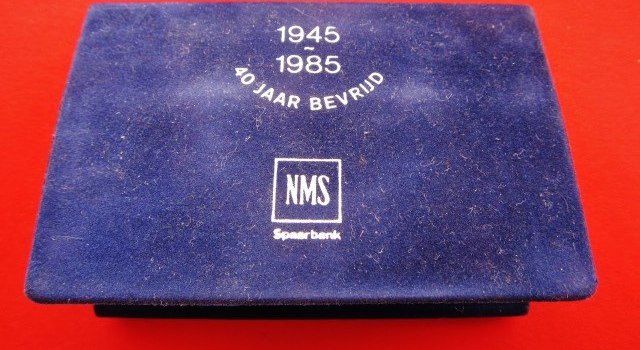 1945
~
1985
40 JAAR BEVRIJD
NMS
Spaarbank